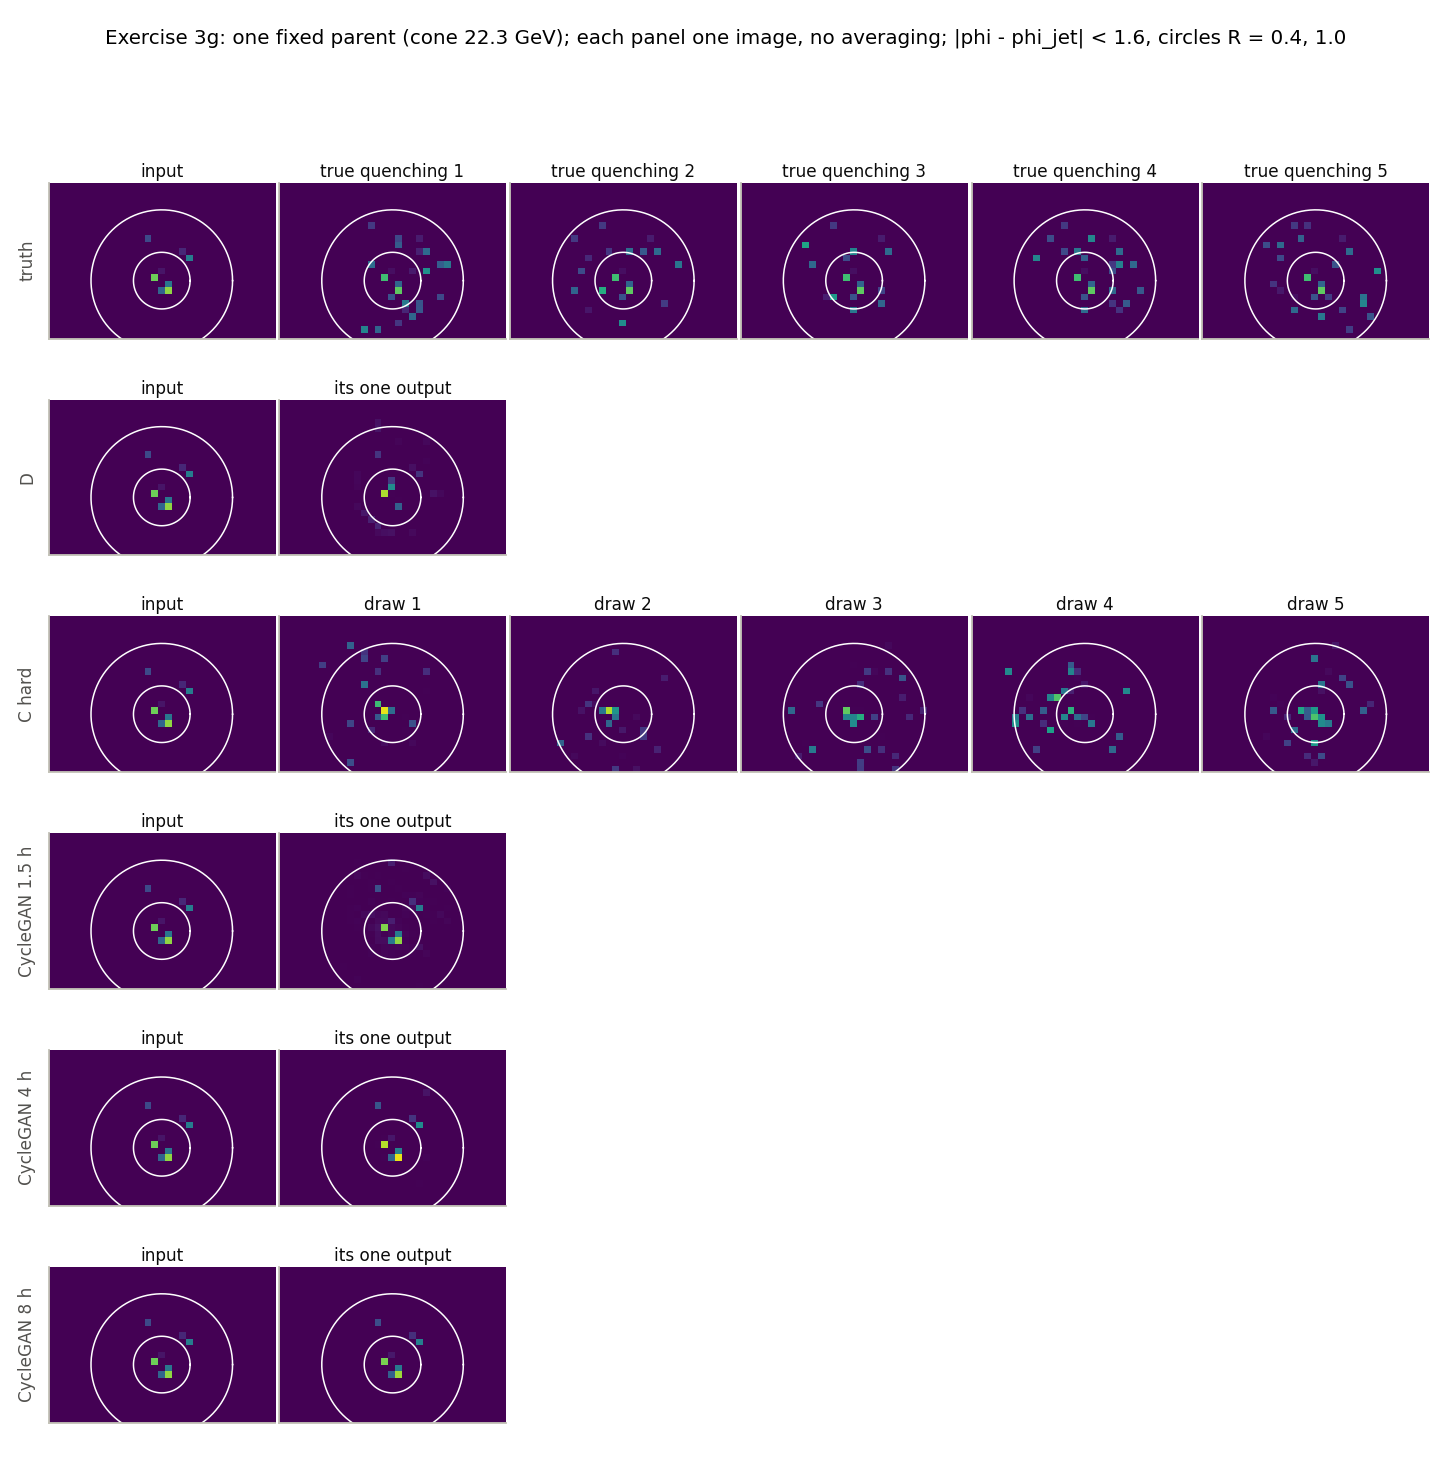 Exercise 3g: one fixed parent (cone 22.3 GeV); each panel one image, no averaging; |phi - phi_jet| < 1.6, circles R = 0.4, 1.0
input true quenching 1 true quenching 2 true quenching 3 true quenching 4 true quenching 5
truth
input its one output
D
input draw 1 draw 2 draw 3 draw 4 draw 5
C hard
input its one output
CycleGAN 1.5 h
input its one output
CycleGAN 4 h
input its one output
CycleGAN 8 h